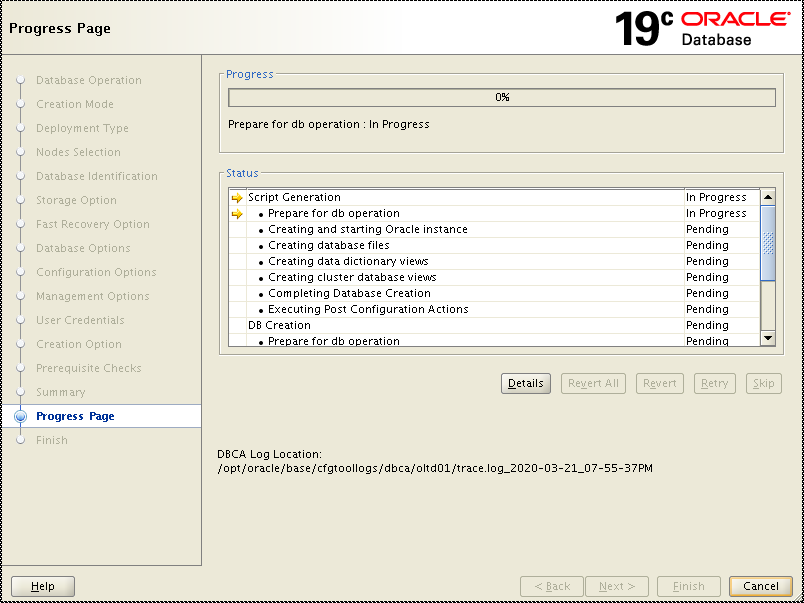 Progress Page
19c ORACLE
Database
Database Operation
Creation Mode
Deployment Type
Nodes Selection
Database Identification
Storage Option
Fast Recovery Option
Database Options
Configuration Options
Management Options
User Credentials
Creation Option
Prerequisite Checks
Summary
Progress Page
Finish
Progress
0%
Prepare for db operation : In Progress
Status
Script Generation In Progress
• Prepare for db operation In Progress
• Creating and starting Oracle instance Pending
• Creating database files Pending
• Creating data dictionary views Pending
• Creating cluster database views Pending
• Completing Database Creation Pending
• Executing Post Configuration Actions Pending
DB Creation Pending
• Prepare for db operation Pending
Details Revert All Revert Retry Skip
DBCA Log Location:
/opt/oracle/base/cfgtoollogs/dbca/oltd01/trace.log_2020-03-21_07-55-37PM
Help < Back Next > Finish Cancel